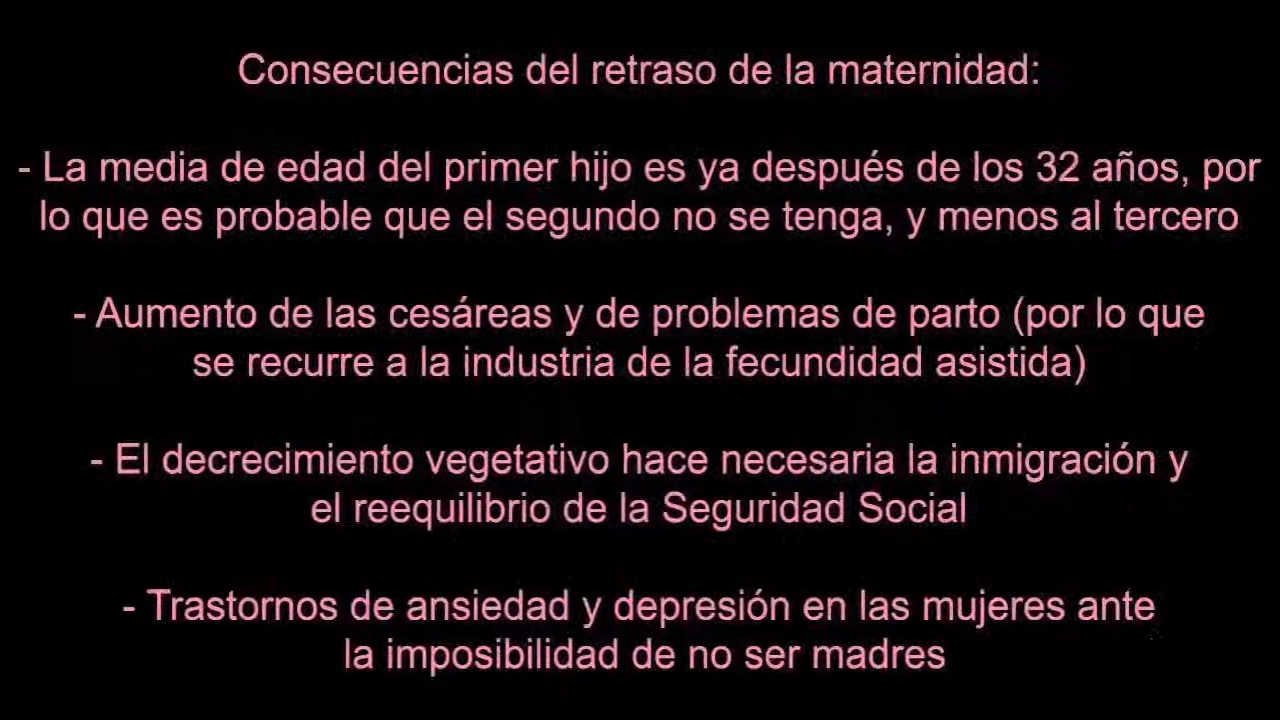 Consecuencias del retraso de la maternidad:
- La media de edad del primer hijo es ya después de los 32 años, por
lo que es probable que el segundo no se tenga, y menos al tercero
- Aumento de las cesáreas y de problemas de parto (por lo que
se recurre a la industria de la fecundidad asistida)
- El decrecimiento vegetativo hace necesaria la inmigración y
el reequilibrio de la Seguridad Social
- Trastornos de ansiedad y depresión en las mujeres ante
la imposibilidad de no ser madres